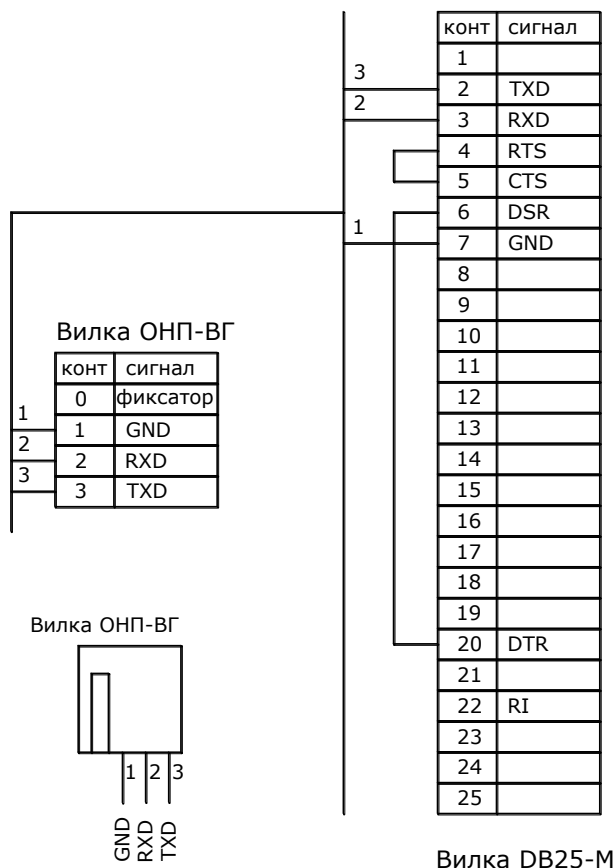 конт сигнал
1
2 TXD
3 RXD
4 RTS
5 CTS
6 DSR
7 GND
8
9
10
11
12
13
14
15
16
17
18
19
20 DTR
21
22 RI
23
24
25
Вилка DB25-M
3
2
1
Вилка ОНП-ВГ
конт сигнал
0 фиксатор
1 GND
2 RXD
3 TXD
1
2
3
Вилка ОНП-ВГ
1 2 3
GND
RXD
TXD